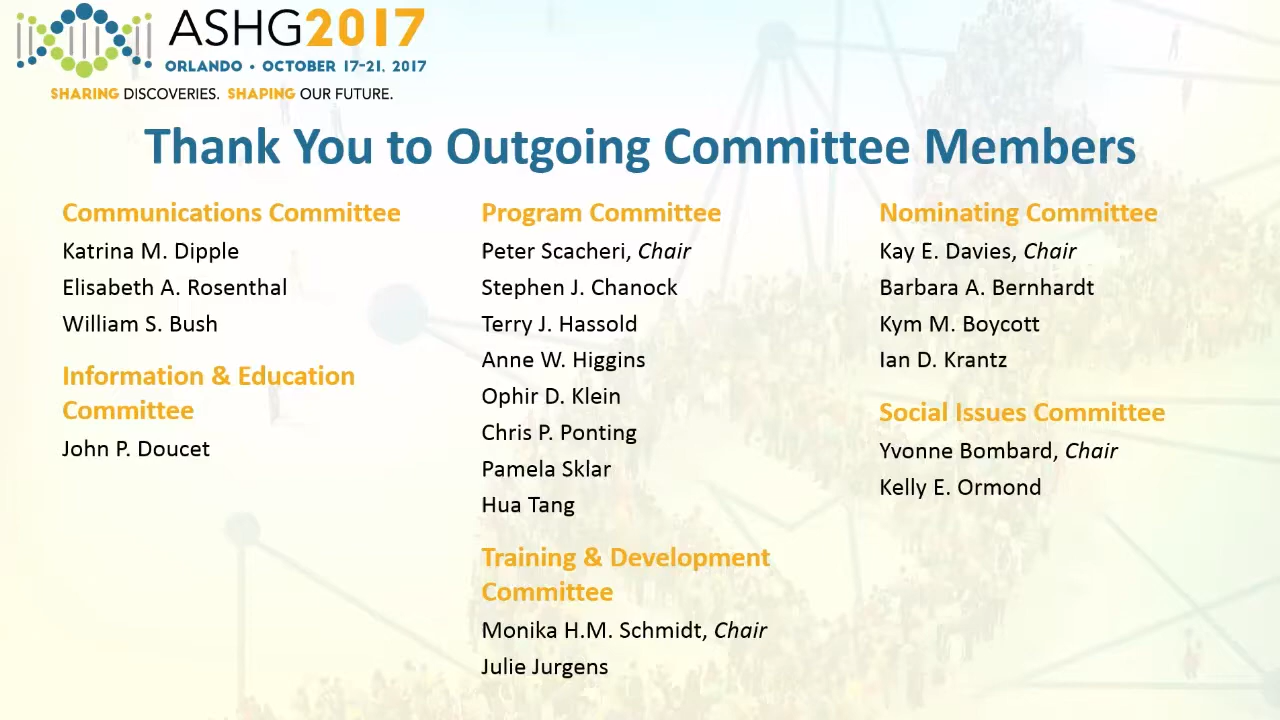 ASHG2017
ORLANDO • OCTOBER 17-21, 2017
SHARING DISCOVERIES. SHAPING OUR FUTURE.
Thank You to Outgoing Committee Members
Communications Committee
Katrina M. Dipple
Elisabeth A. Rosenthal
William S. Bush
Information & Education
Committee
John P. Doucet
Program Committee
Peter Scacheri, Chair
Stephen J. Chanock
Terry J. Hassold
Anne W. Higgins
Ophir D. Klein
Chris P. Ponting
Pamela Sklar
Hua Tang
Training & Development
Committee
Monika H.M. Schmidt, Chair
Julie Jurgens
Nominating Committee
Kay E. Davies, Chair
Barbara A. Bernhardt
Kym M. Boycott
Ian D. Krantz
Social Issues Committee
Yvonne Bombard, Chair
Kelly E. Ormond